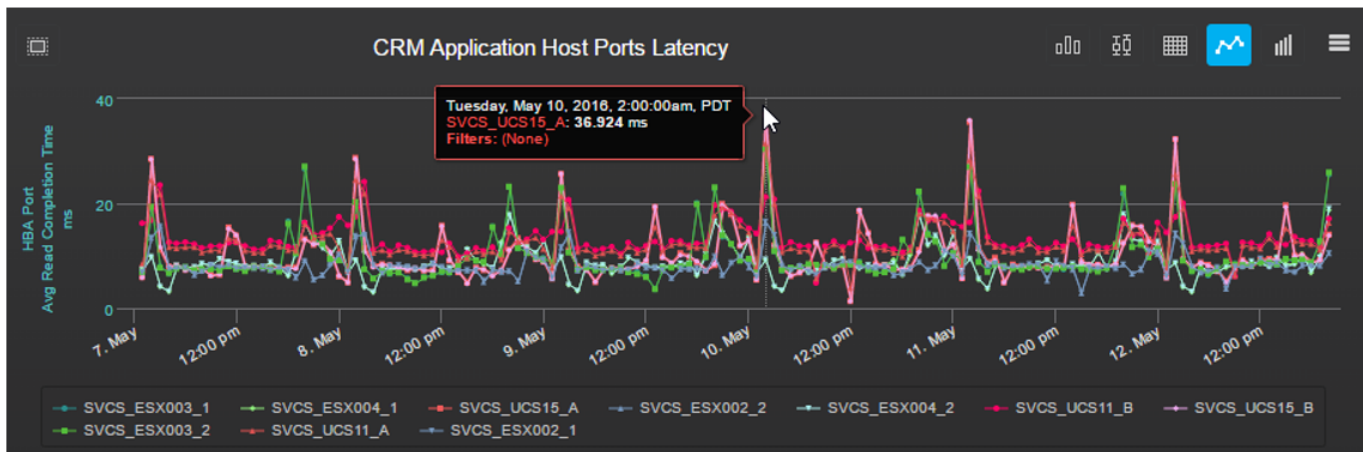 CRM Application Host Ports Latency
HBA Port
Avg Read Completion Time
ms
40
20
0
Tuesday, May 10, 2016, 2:00:00am, PDT
SVCS_UCS15_A: 36.924 ms
Filters: (None)
7. May 12:00 pm 8. May 12:00 pm 9. May 12:00 pm 10. May 12:00 pm 11. May 12:00 pm 12. May 12:00 pm
SVCS_ESX003_1 SVCS_ESX004_1 SVCS_UCS15_A SVCS_ESX002_2 SVCS_ESX004_2 SVCS_UCS11_B SVCS_UCS15_B
SVCS_ESX003_2 SVCS_UCS11_A SVCS_ESX002_1